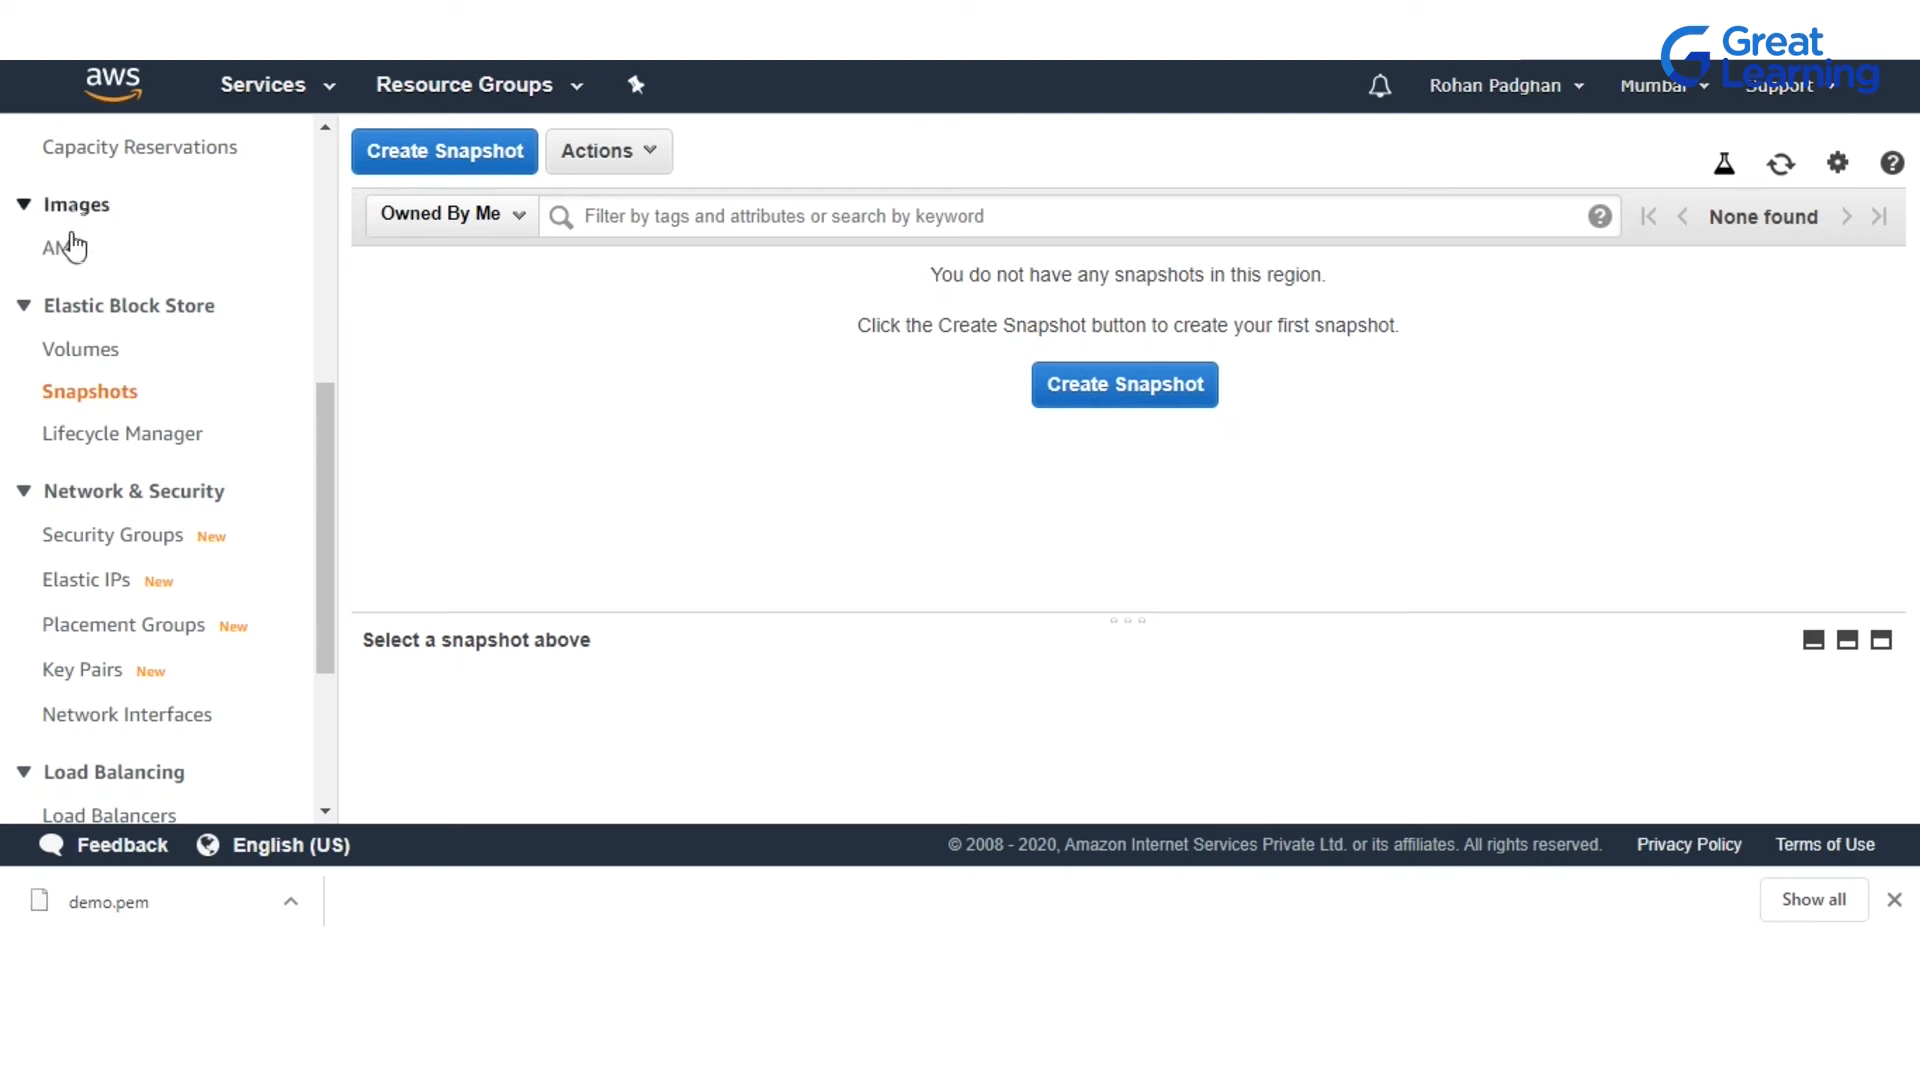 Great
Learning
aws
Services
Resource Groups
Rohan Padghan
Mumbai
Support
Capacity Reservations
Images
Elastic Block Store
Volumes
Snapshots
Lifecycle Manager
Network & Security
Security Groups New
Elastic IPs New
Placement Groups New
Key Pairs New
Network Interfaces
Load Balancing
Load Balancers
Create Snapshot
Actions
Owned By Me
Filter by tags and attributes or search by keyword
None found
You do not have any snapshots in this region.
Click the Create Snapshot button to create your first snapshot.
Create Snapshot
Select a snapshot above
Feedback
English (US)
© 2008 - 2020, Amazon Internet Services Private Ltd. or its affiliates. All rights reserved.
Privacy Policy
Terms of Use
demo.pem
Show all